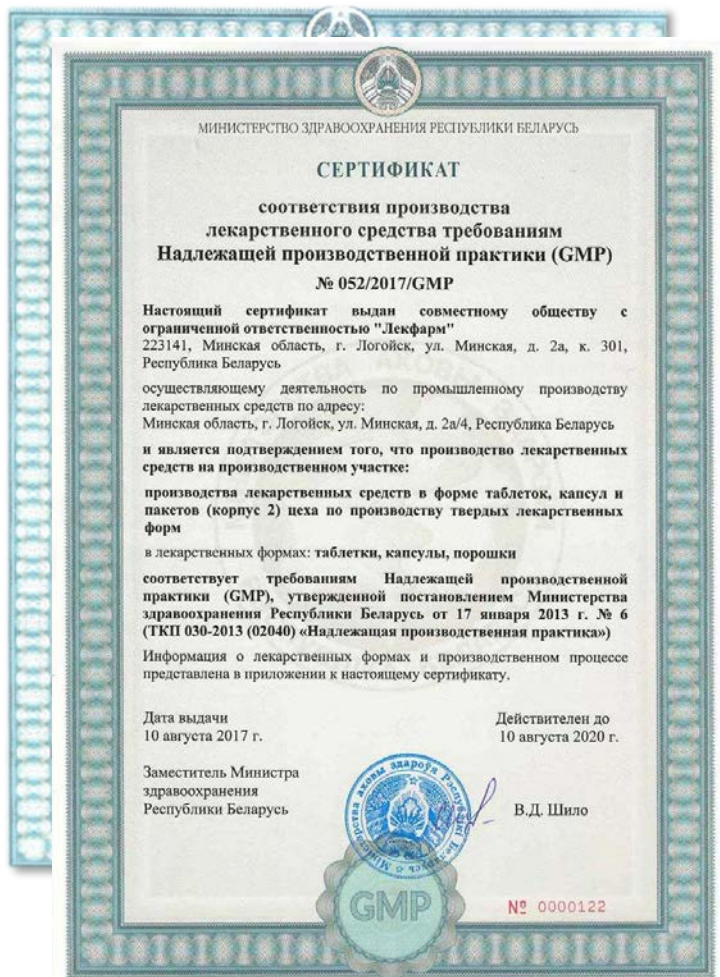 МИНИСТЕРСТВО ЗДРАВООХРАНЕНИЯ РЕСПУБЛИКИ БЕЛАРУСЬ
СЕРТИФИКАТ
соответствия производства
лекарственного средства требованиям
Надлежащей производственной практики (GMP)
№ 052/2017/GMP
Настоящий сертификат выдан совместному обществу с
ограниченной ответственностью "Лекфарм"
223141, Минская область, г. Логойск, ул. Минская, д. 2а, к. 301,
Республика Беларусь
осуществляющему деятельность по промышленному производству
лекарственных средств по адресу:
Минская область, г. Логойск, ул. Минская, д. 2а/4, Республика Беларусь
и является подтверждением того, что производство лекарственных
средств на производственном участке:
производства лекарственных средств в форме таблеток, капсул и
пакетов (корпус 2) цеха по производству твердых лекарственных
форм
в лекарственных формах: таблетки, капсулы, порошки
соответствует требованиям Надлежащей производственной
практики (GMP), утвержденной постановлением Министерства
здравоохранения Республики Беларусь от 17 января 2013 г. № 6
(ТКП 030-2013 (02040) «Надлежащая производственная практика»)
Информация о лекарственных формах и производственном процессе
представлена в приложении к настоящему сертификату.
Дата выдачи
10 августа 2017 г.
Действителен до
10 августа 2020 г.
Заместитель Министра
здравоохранения
Республики Беларусь
В.Д. Шило
Міністэрства аховы здароўя Рэспублікі Беларусь
GMP
№ 0000122